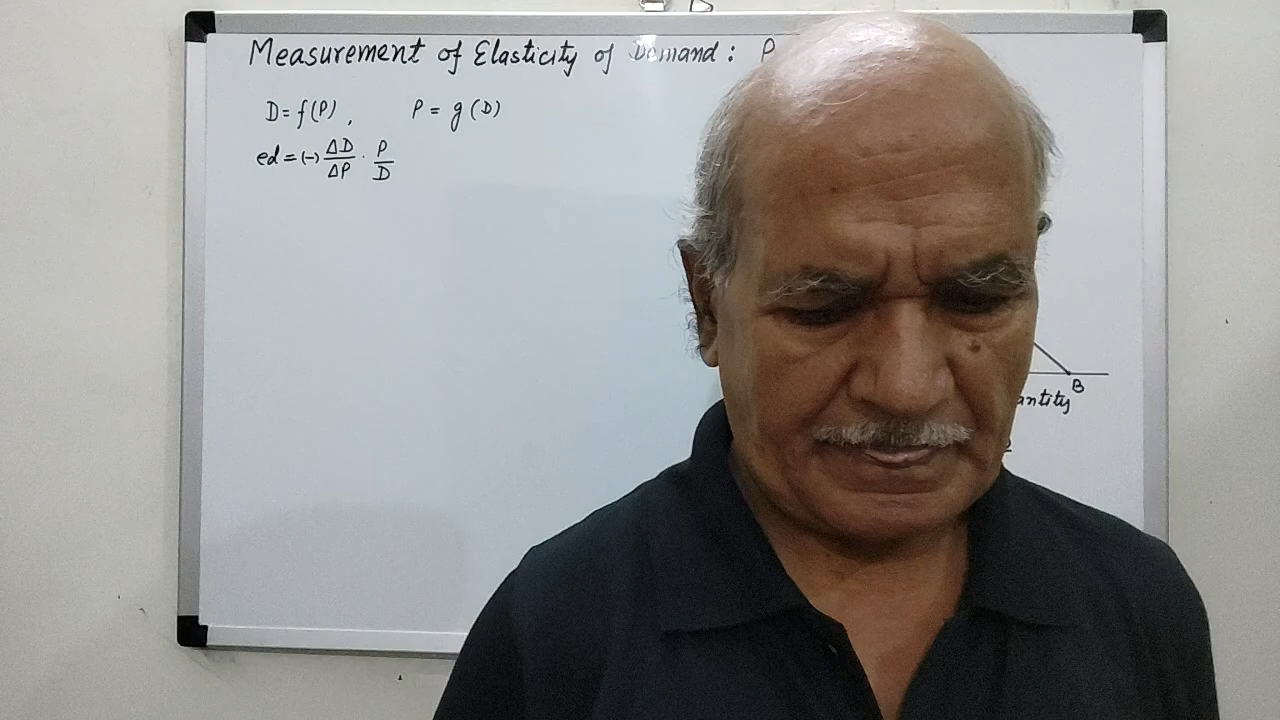 Measurement of Elasticity of Demand: P
D = f(P), P = g(D)
ed = (-) ΔD/ΔP · P/D
B
antity